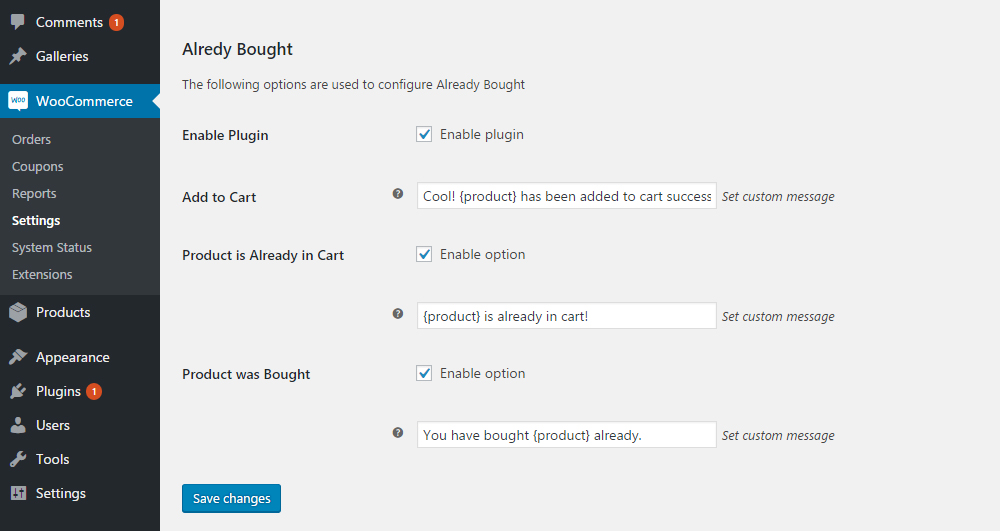 Comments 1
Galleries
WooCommerce
Orders
Coupons
Reports
Settings
System Status
Extensions
Products
Appearance
Plugins 1
Users
Tools
Settings
Alredy Bought
The following options are used to configure Already Bought
Enable Plugin
Enable plugin
Add to Cart
Cool! {product} has been added to cart success
Set custom message
Product is Already in Cart
Enable option
{product} is already in cart!
Set custom message
Product was Bought
Enable option
You have bought {product} already.
Set custom message
Save changes